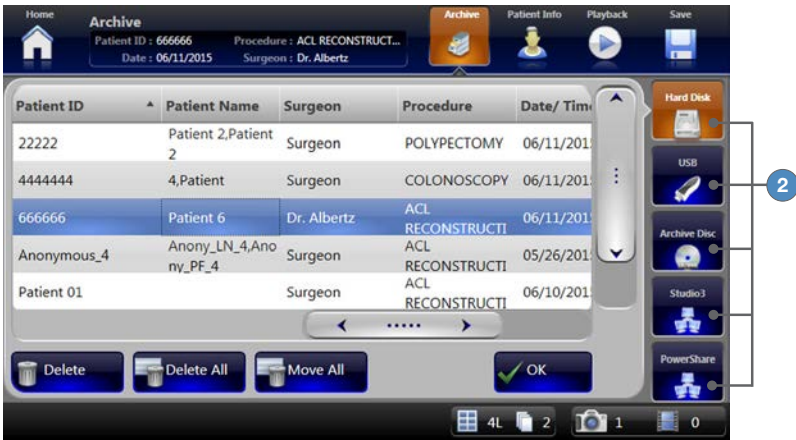 Home
Archive
Patient ID : 666666 Procedure : ACL RECONSTRUCT...
Date : 06/11/2015 Surgeon : Dr. Albertz
Archive
Patient Info
Playback
Save
Patient ID Patient Name Surgeon Procedure Date/ Time
22222 Patient 2,Patient 2 Surgeon POLYPECTOMY 06/11/201
4444444 4,Patient Surgeon COLONOSCOPY 06/11/201
666666 Patient 6 Dr. Albertz ACL RECONSTRUCTI 06/11/201
Anonymous_4 Anony_LN_4,Ano ny_PF_4 Surgeon ACL RECONSTRUCTI 05/26/201
Patient 01 Surgeon ACL RECONSTRUCTI 06/10/201
Hard Disk
USB
Archive Disc
Studio3
PowerShare
2
Delete
Delete All
Move All
OK
4L 2 1 0